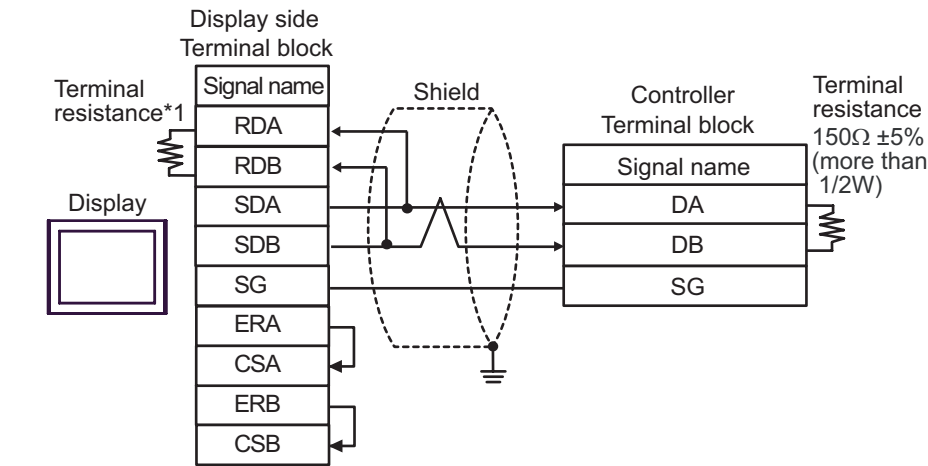 Display side
Terminal block
Terminal
resistance*1
Signal name
RDA
RDB
SDA
SDB
SG
ERA
CSA
ERB
CSB
Display
Shield
Controller
Terminal block
Signal name
DA
DB
SG
Terminal
resistance
150Ω ±5%
(more than
1/2W)